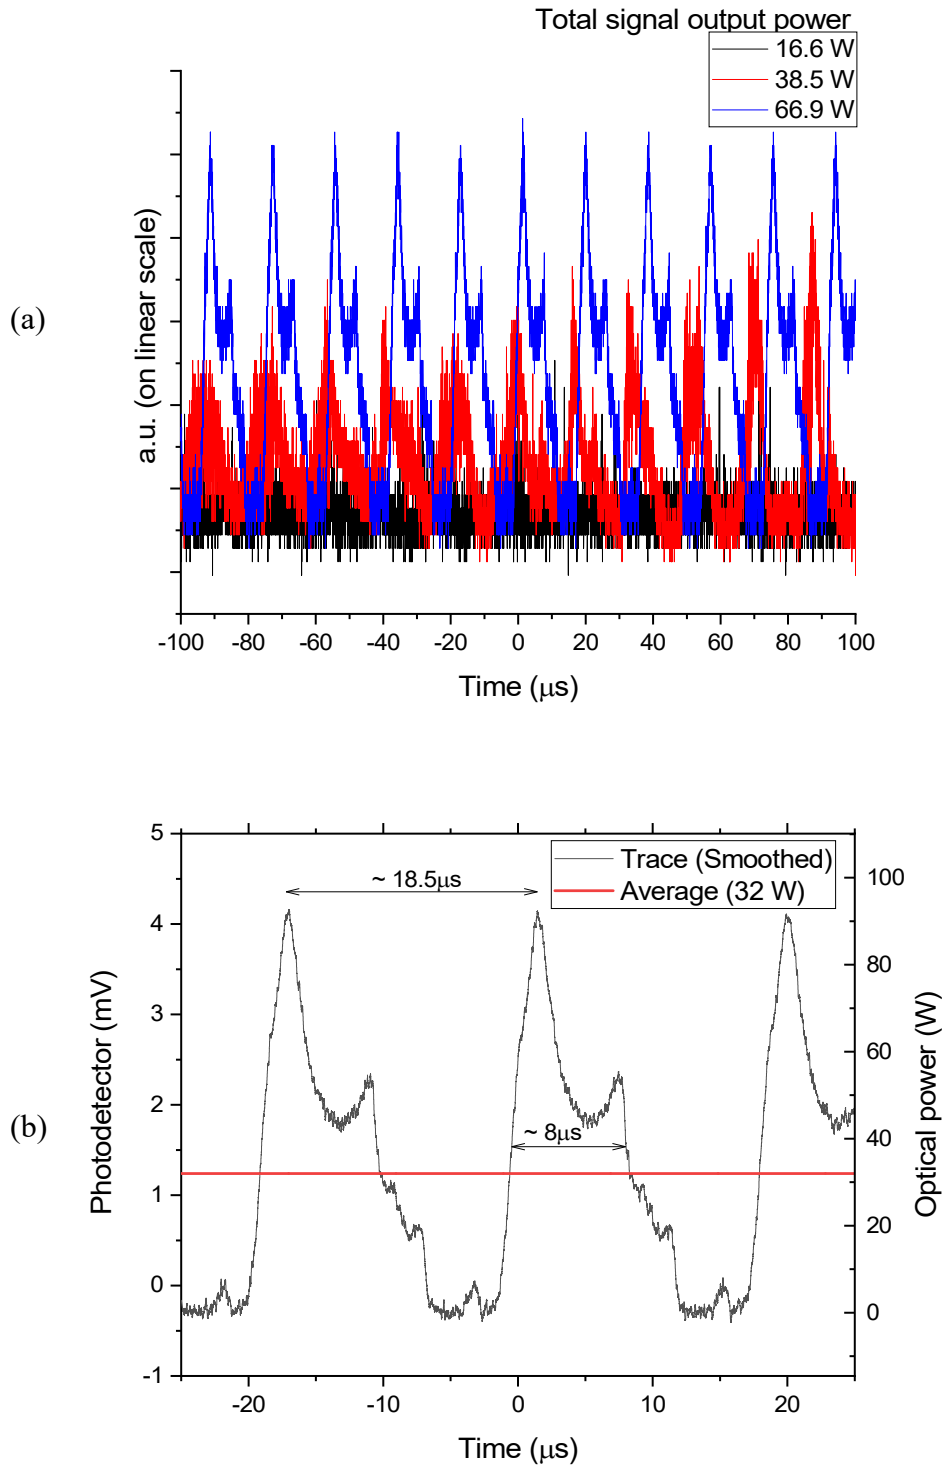 Total signal output power
16.6 W
38.5 W
66.9 W
(a)
a.u. (on linear scale)
-100 -80 -60 -40 -20 0 20 40 60 80 100
Time (μs)
(b)
Trace (Smoothed)
Average (32 W)
~ 18.5μs
~ 8μs
Photodetector (mV)
5
4
3
2
1
0
-1
Optical power (W)
100
80
60
40
20
0
-20 -10 0 10 20
Time (μs)